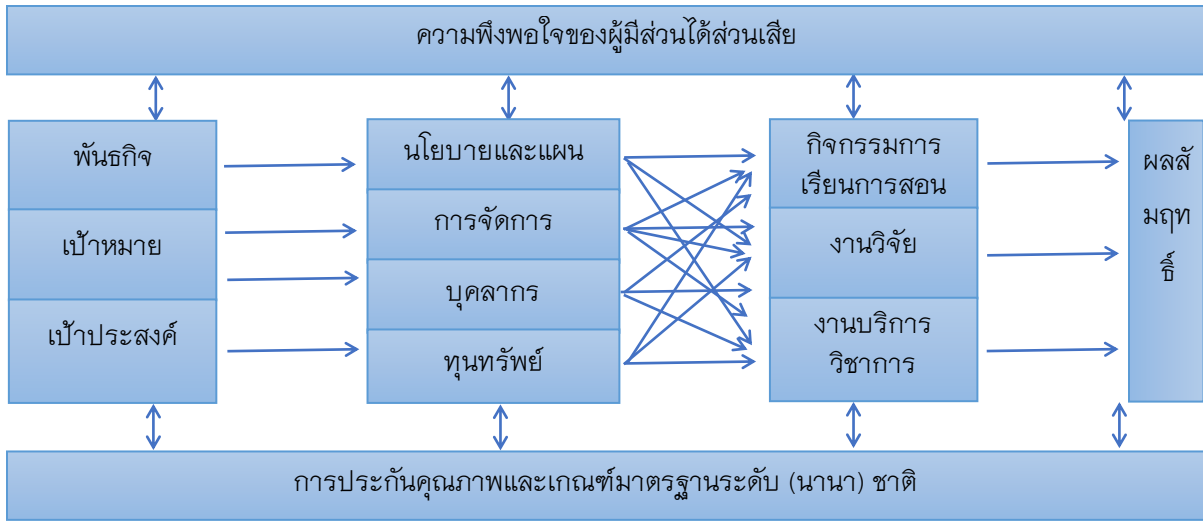 ความพึงพอใจของผู้มีส่วนได้ส่วนเสีย
พันธกิจ
เป้าหมาย
เป้าประสงค์
นโยบายและแผน
การจัดการ
บุคลากร
ทุนทรัพย์
กิจกรรมการ
เรียนการสอน
งานวิจัย
งานบริการ
วิชาการ
ผลสั
มฤท
ธิ์
การประกันคุณภาพและเกณฑ์มาตรฐานระดับ (นานา) ชาติ